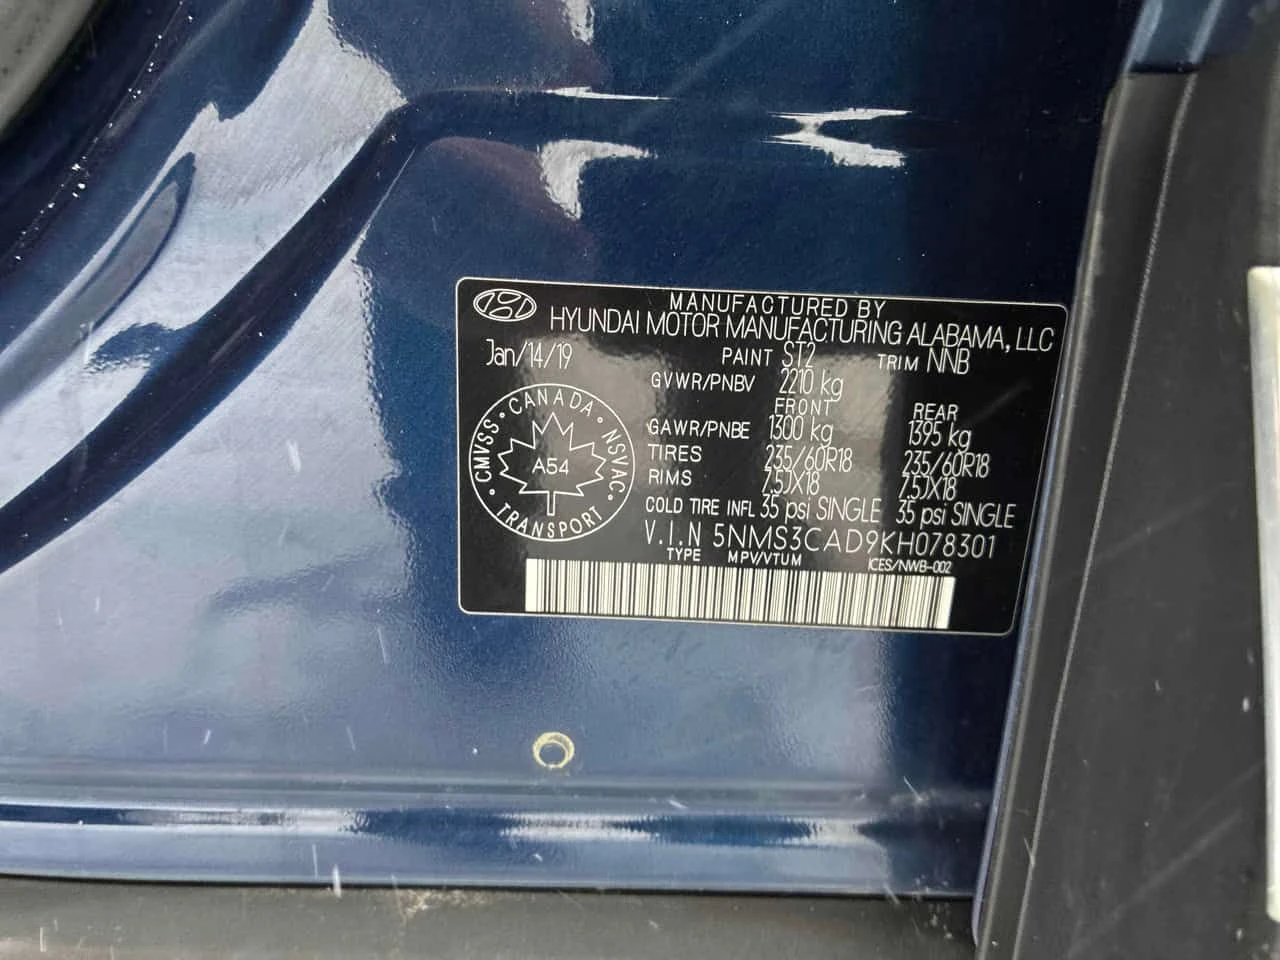 MANUFACTURED BY
HYUNDAI MOTOR MANUFACTURING ALABAMA, LLC
Jan/14/19 PAINT ST2 TRIM NNB
GVWR/PNBV 2210 kg
FRONT REAR
GAWR/PNBE 1300 kg 1395 kg
TIRES 235/60R18 235/60R18
RIMS 7.5JX18 7.5JX18
COLD TIRE INFL 35 psi SINGLE 35 psi SINGLE
V.I.N 5NMS3CAD9KH078301
TYPE MPV/VTUM ICES/NWB-002
CMVSS • CANADA • NSVAC • TRANSPORT •
A54